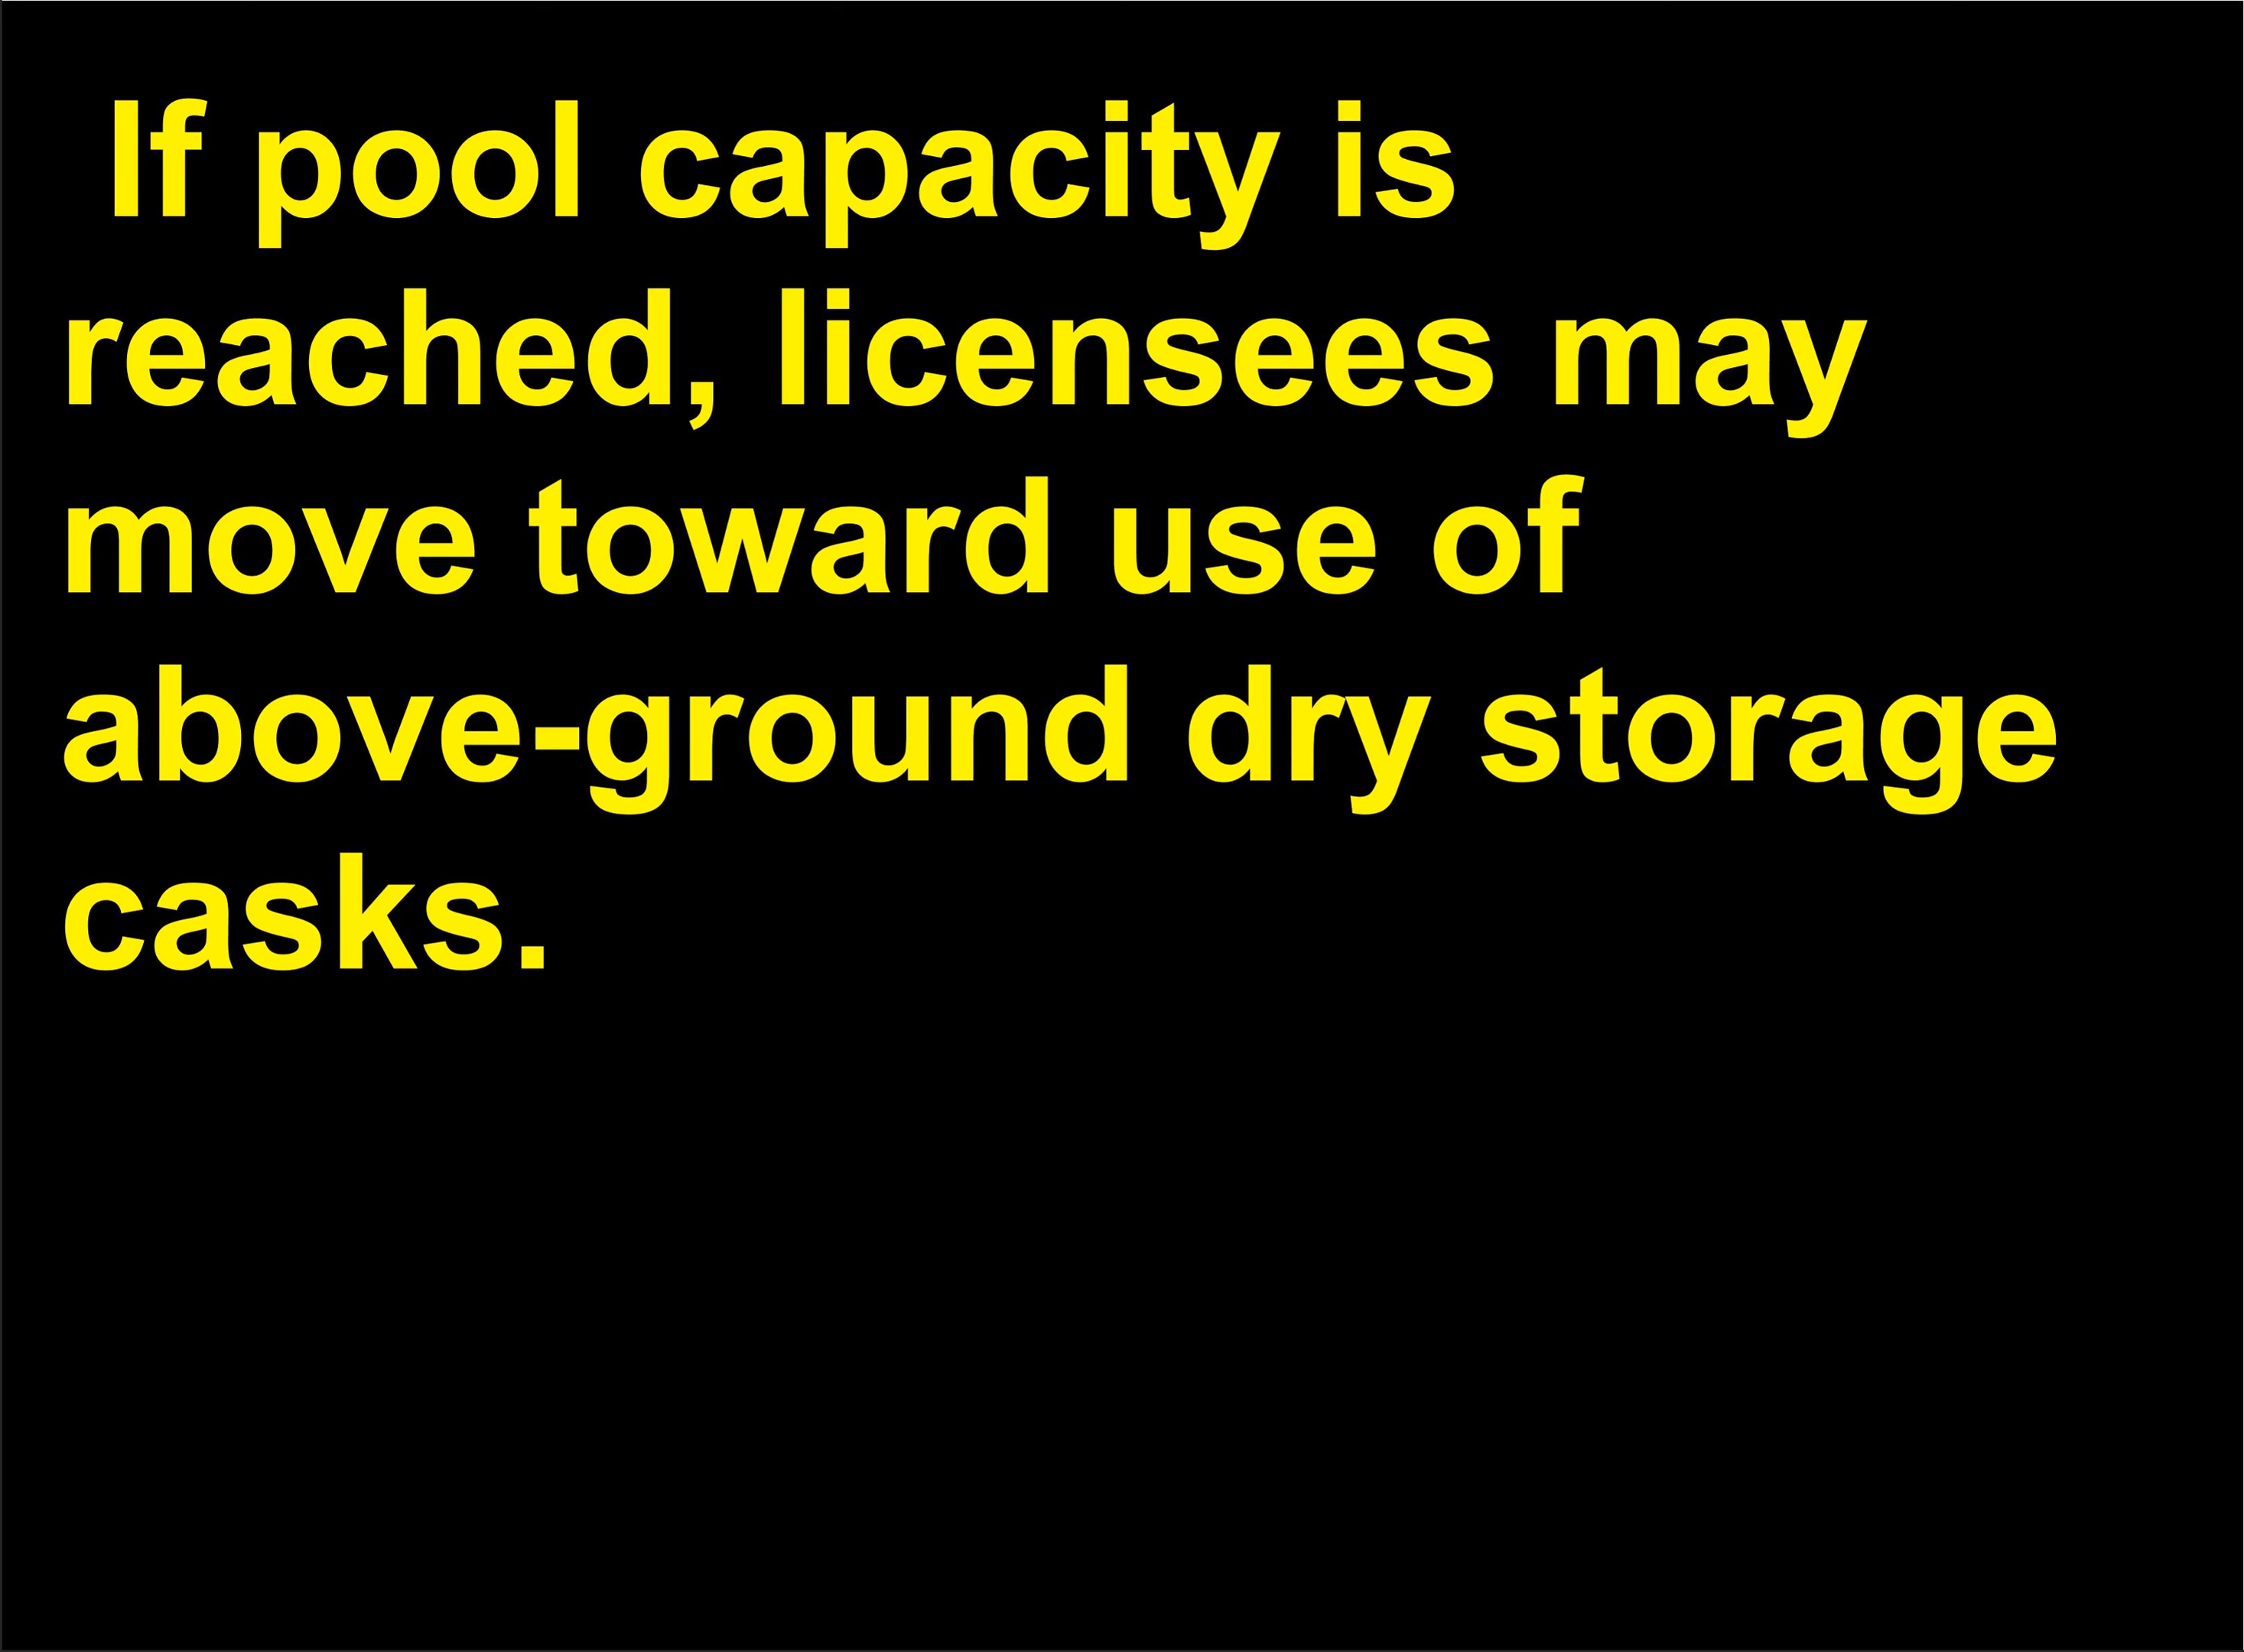 If pool capacity is
reached, licensees may
move toward use of
above-ground dry storage
casks.